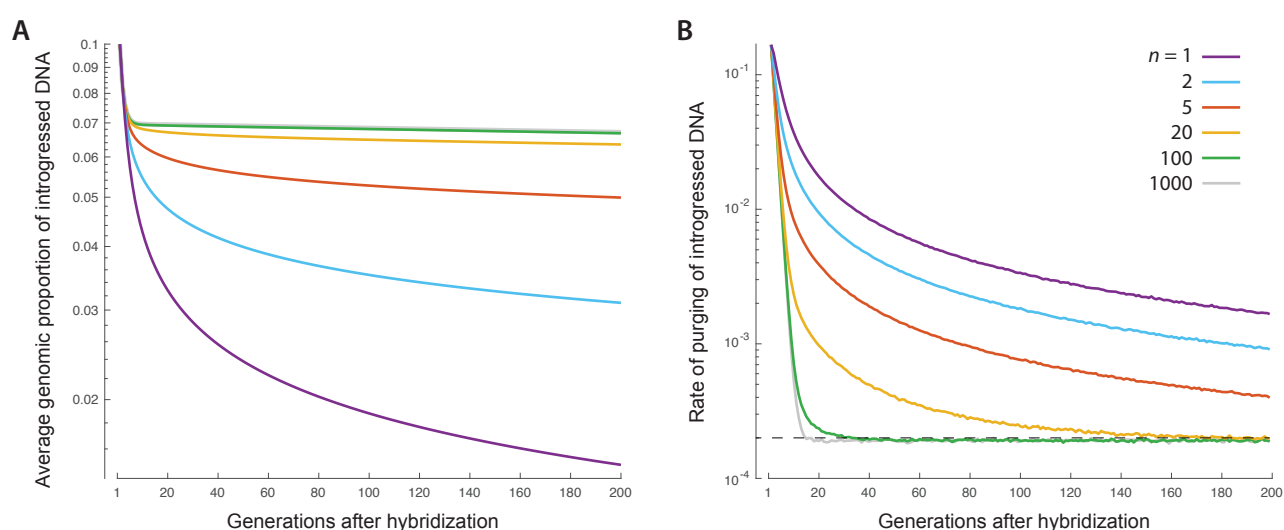 A
Average genomic proportion of introgressed DNA
0.1
0.09
0.08
0.07
0.06
0.05
0.04
0.03
0.02
1 20 40 60 80 100 120 140 160 180 200
Generations after hybridization
B
Rate of purging of introgressed DNA
10-1
10-2
10-3
10-4
n = 1
2
5
20
100
1000
1 20 40 60 80 100 120 140 160 180 200
Generations after hybridization